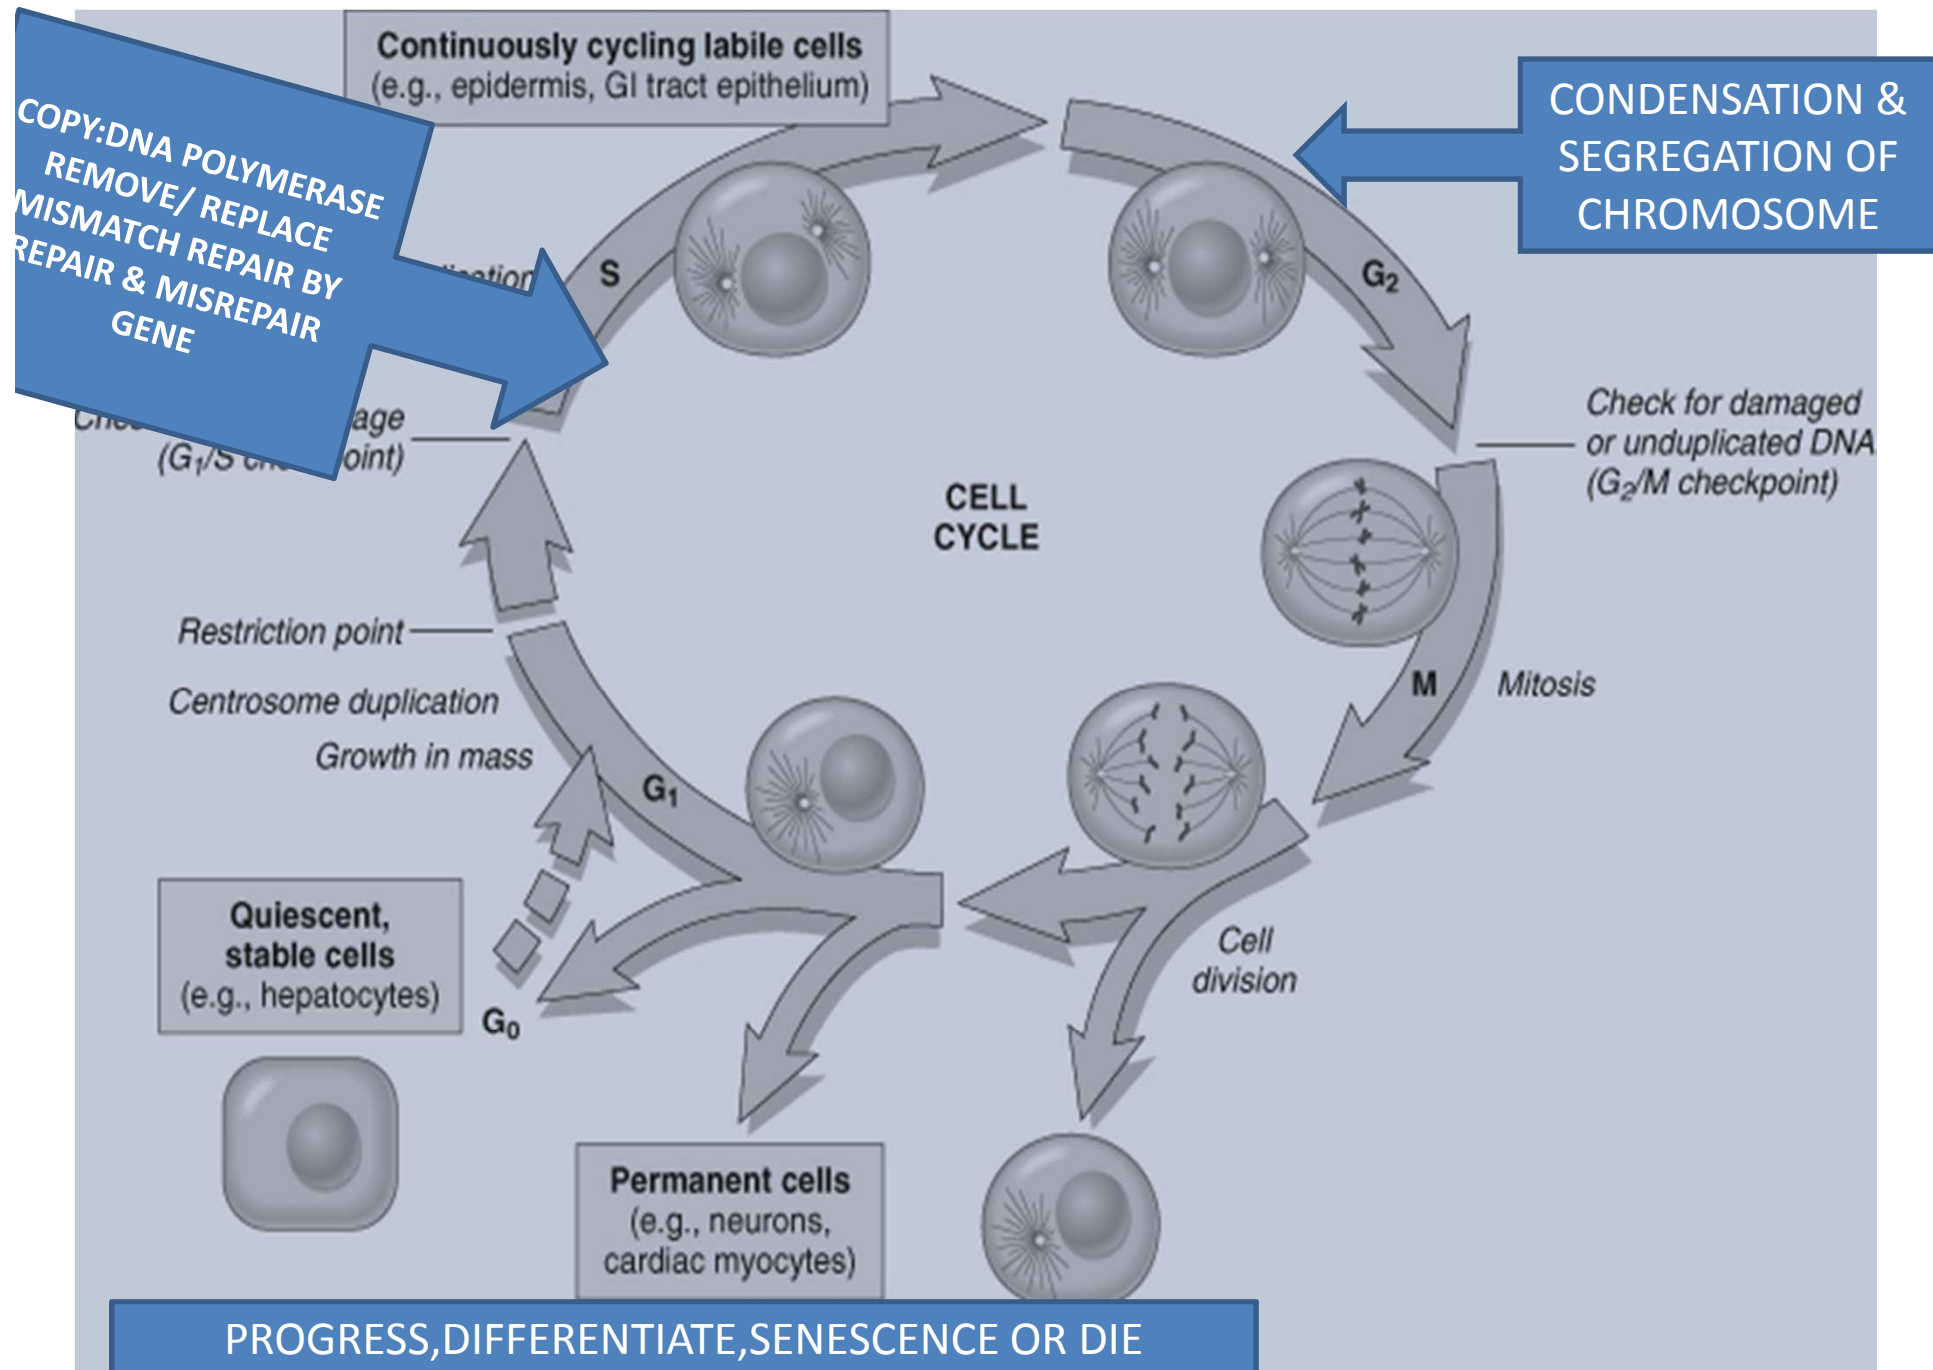 Continuously cycling labile cells
(e.g., epidermis, GI tract epithelium)
COPY:DNA POLYMERASE
REMOVE/ REPLACE
MISMATCH REPAIR BY
REPAIR & MISREPAIR
GENE
CONDENSATION &
SEGREGATION OF
CHROMOSOME
S
G₂
(G₁/S
Check for damaged
or unduplicated DNA
(G₂/M checkpoint)
CELL
CYCLE
Restriction point
Centrosome duplication
Growth in mass
G₁
M
Mitosis
Quiescent,
stable cells
(e.g., hepatocytes)
G₀
Cell
division
Permanent cells
(e.g., neurons,
cardiac myocytes)
PROGRESS,DIFFERENTIATE,SENESCENCE OR DIE